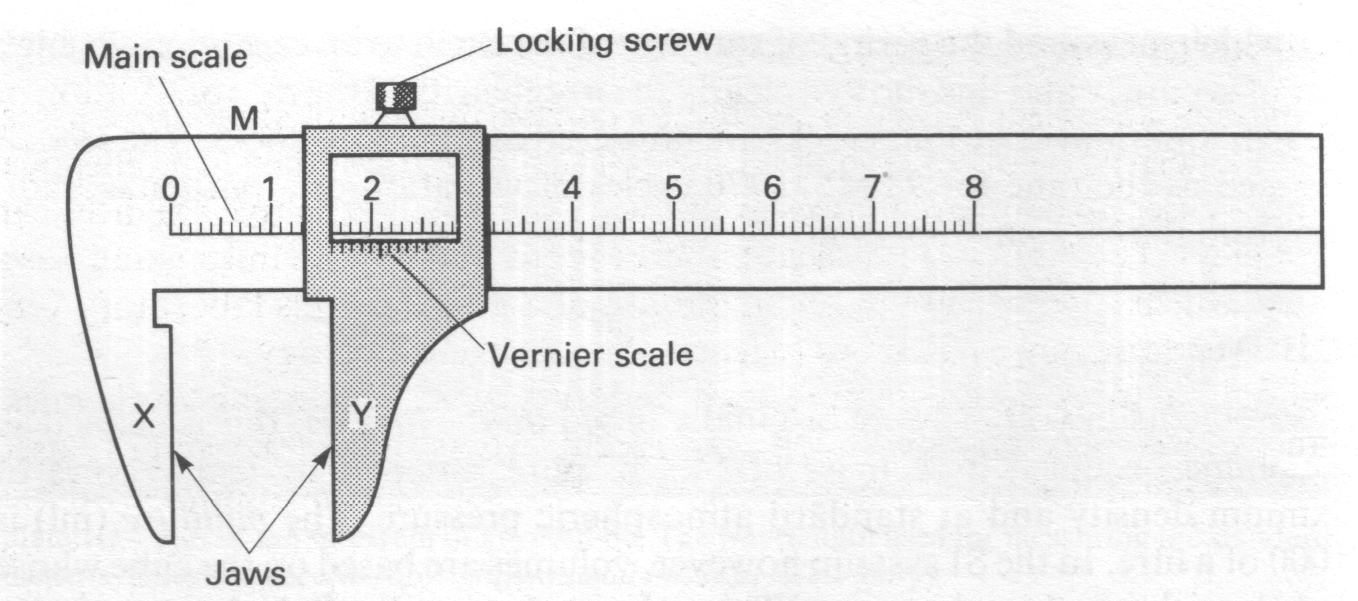 Locking screw
Main scale
M
0 1 2 4 5 6 7 8
Vernier scale
X Y
Jaws